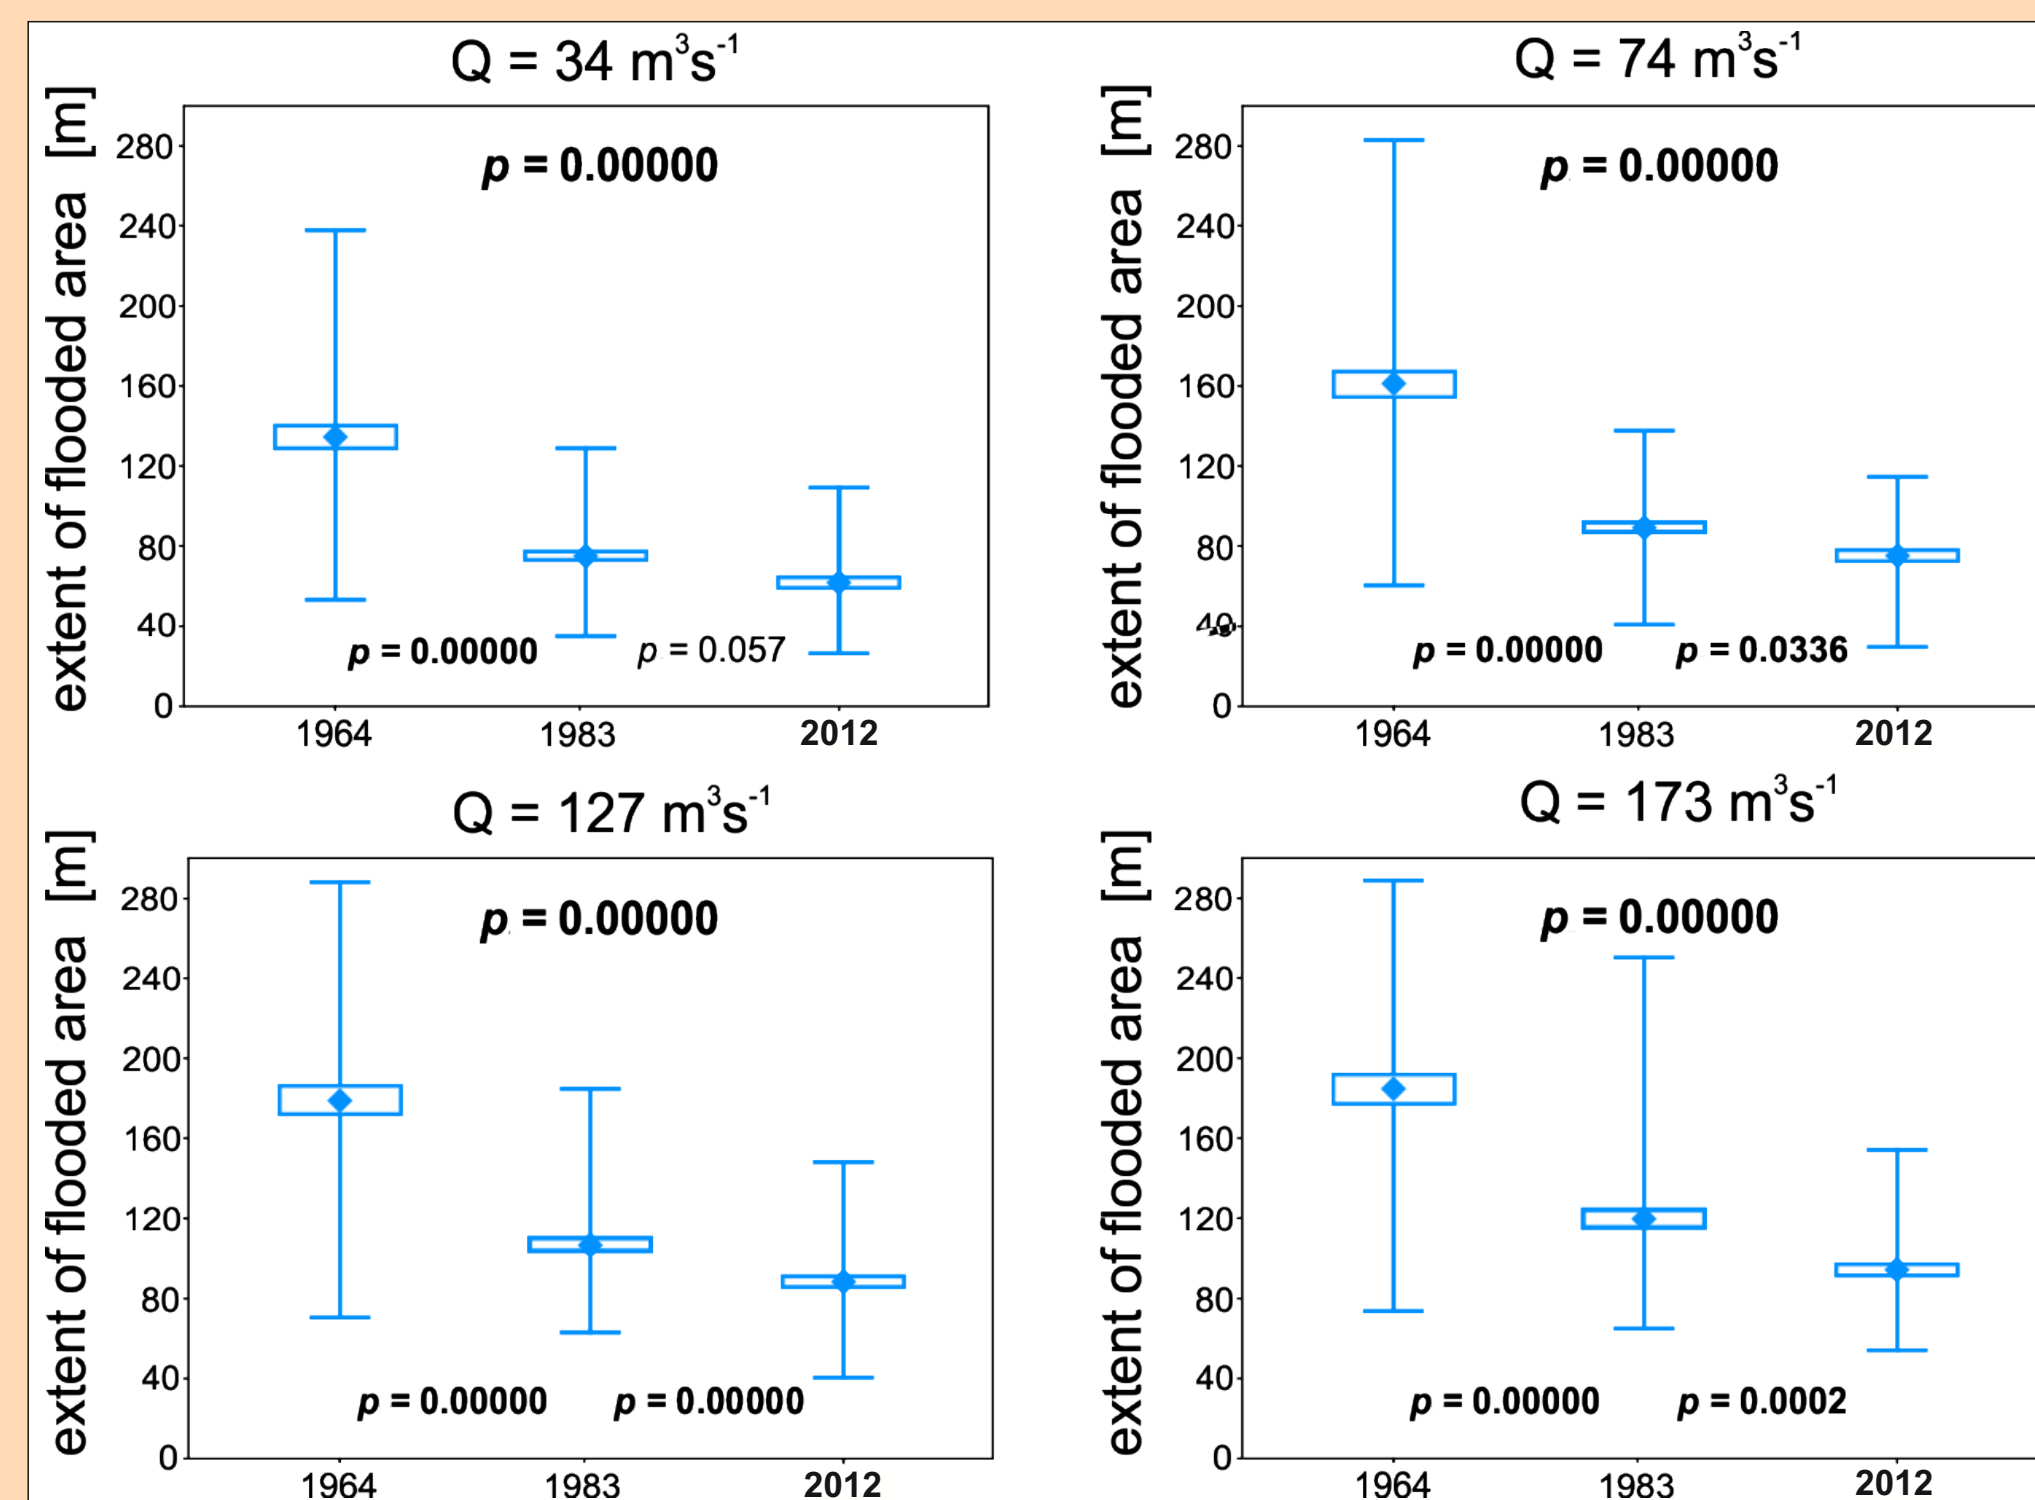 Q = 34 m³s⁻¹
extent of flooded area [m]
280
240
200
160
120
80
40
0
p = 0.00000
p = 0.00000
p = 0.057
1964
1983
2012
Q = 74 m³s⁻¹
extent of flooded area [m]
280
240
200
160
120
80
40
0
p = 0.00000
p = 0.00000
p = 0.0336
1964
1983
2012
Q = 127 m³s⁻¹
extent of flooded area [m]
280
240
200
160
120
80
40
0
p = 0.00000
p = 0.00000
p = 0.00000
1964
1983
2012
Q = 173 m³s⁻¹
extent of flooded area [m]
280
240
200
160
120
80
40
0
p = 0.00000
p = 0.00000
p = 0.0002
1964
1983
2012